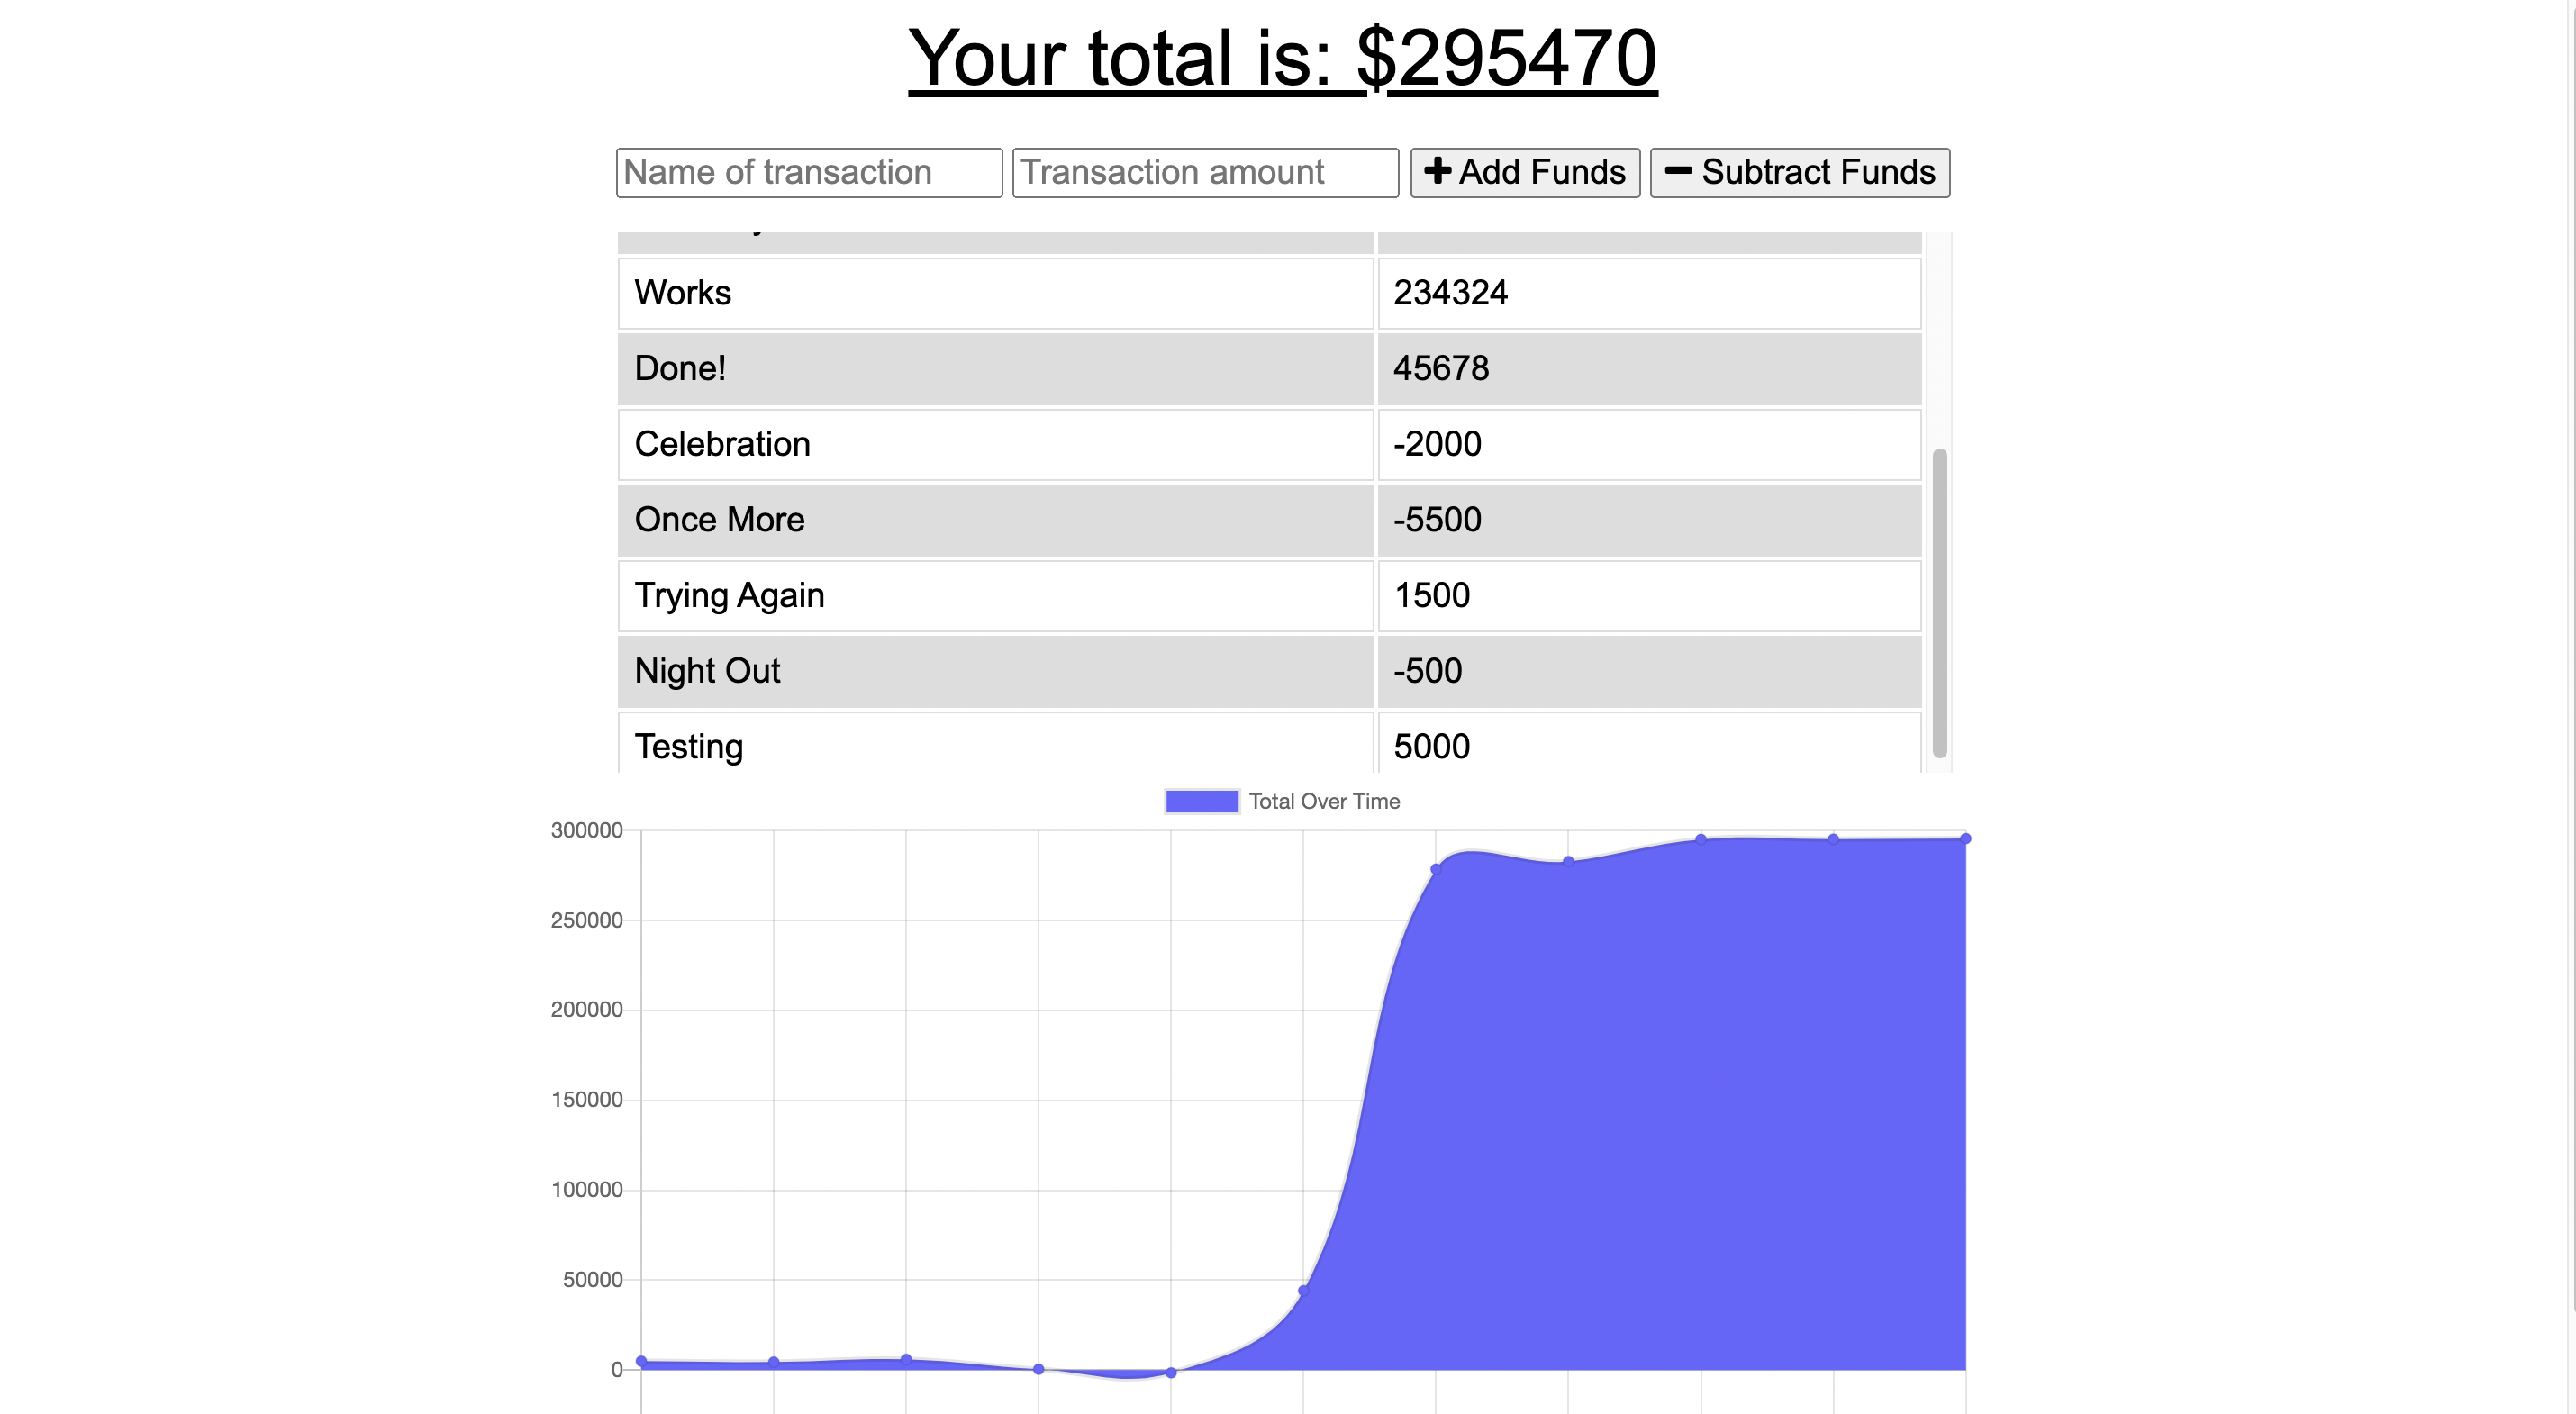 Your total is: $295470
Name of transaction Transaction amount Add Funds Subtract Funds
Works 234324
Done! 45678
Celebration -2000
Once More -5500
Trying Again 1500
Night Out -500
Testing 5000
Total Over Time
300000
250000
200000
150000
100000
50000
0